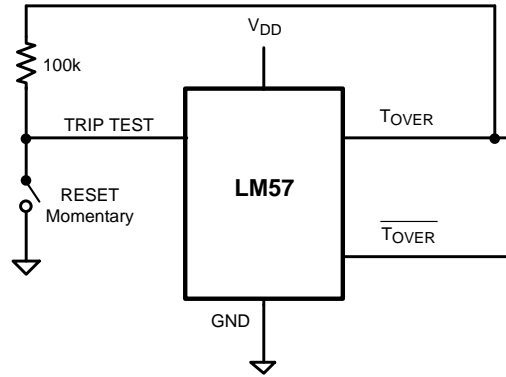 VDD
100k
TRIP TEST
TOVER
LM57
RESET
Momentary
TOVER
GND